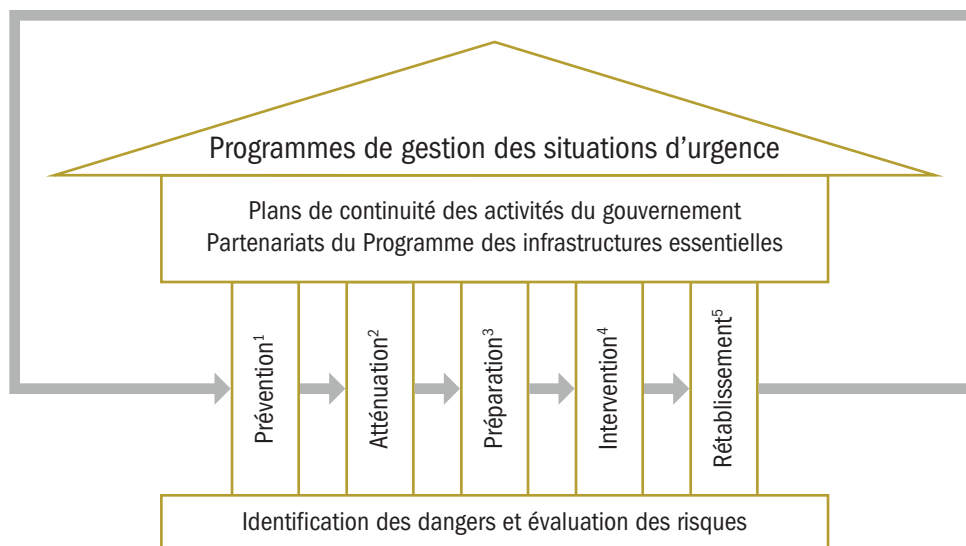 Programmes de gestion des situations d'urgence
Plans de continuité des activités du gouvernement
Partenariats du Programme des infrastructures essentielles
Prévention¹
Atténuation²
Préparation³
Intervention⁴
Rétablissement⁵
Identification des dangers et évaluation des risques